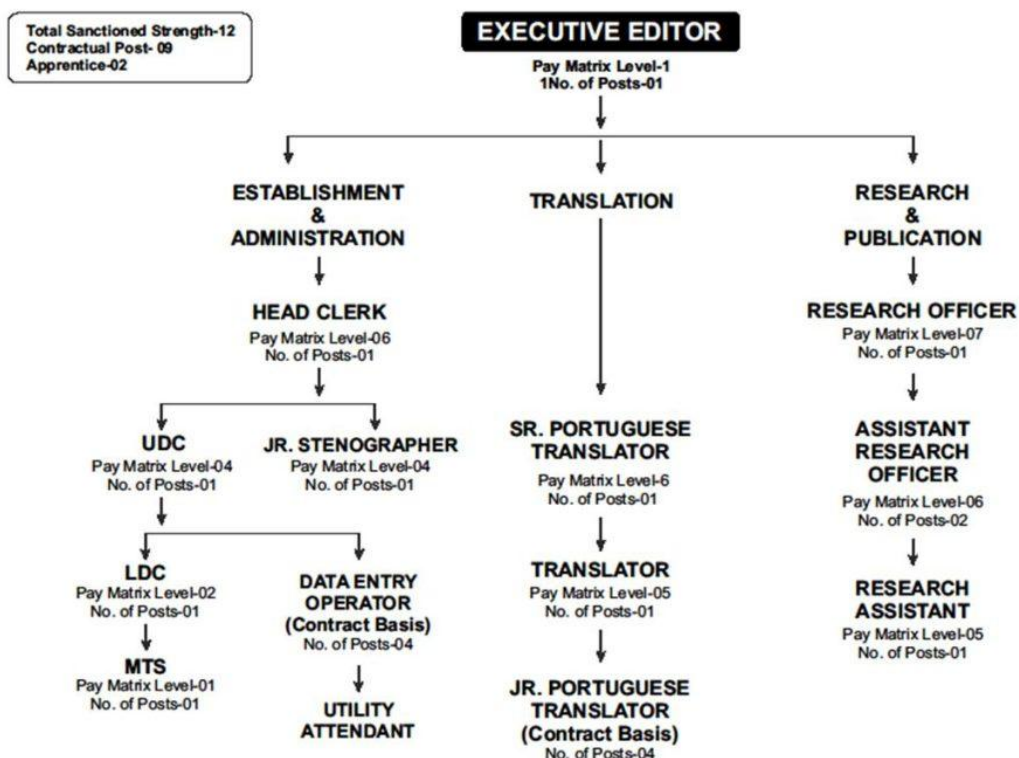 Total Sanctioned Strength-12
Contractual Post- 09
Apprentice-02
EXECUTIVE EDITOR
Pay Matrix Level-1
1No. of Posts-01
ESTABLISHMENT
&
ADMINISTRATION
HEAD CLERK
Pay Matrix Level-06
No. of Posts-01
UDC
Pay Matrix Level-04
No. of Posts-01
JR. STENOGRAPHER
Pay Matrix Level-04
No. of Posts-01
LDC
Pay Matrix Level-02
No. of Posts-01
MTS
Pay Matrix Level-01
No. of Posts-01
DATA ENTRY
OPERATOR
(Contract Basis)
No. of Posts-04
UTILITY
ATTENDANT
TRANSLATION
SR. PORTUGUESE
TRANSLATOR
Pay Matrix Level-6
No. of Posts-01
TRANSLATOR
Pay Matrix Level-05
No. of Posts-01
JR. PORTUGUESE
TRANSLATOR
(Contract Basis)
No. of Posts-04
RESEARCH
&
PUBLICATION
RESEARCH OFFICER
Pay Matrix Level-07
No. of Posts-01
ASSISTANT
RESEARCH
OFFICER
Pay Matrix Level-06
No. of Posts-02
RESEARCH
ASSISTANT
Pay Matrix Level-05
No. of Posts-01